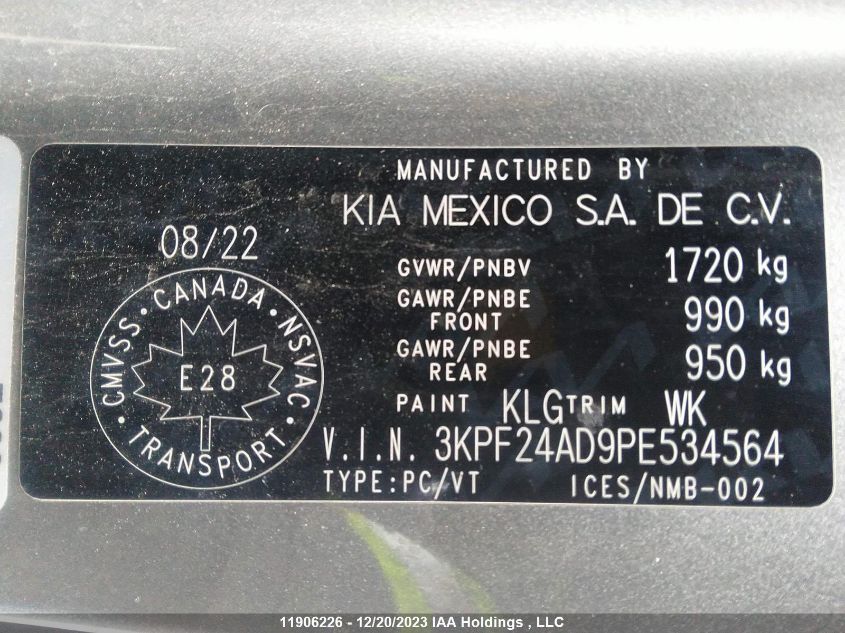 MANUFACTURED BY
KIA MEXICO S.A. DE C.V.
08/22
GVWR/PNBV 1720 kg
GAWR/PNBE FRONT 990 kg
GAWR/PNBE REAR 950 kg
CMVSS • CANADA • NSVAC • TRANSPORT •
E28
PAINT KLG TRIM WK
V.I.N. 3KPF24AD9PE534564
TYPE:PC/VT ICES/NMB-002
11906226 - 12/20/2023 IAA Holdings , LLC